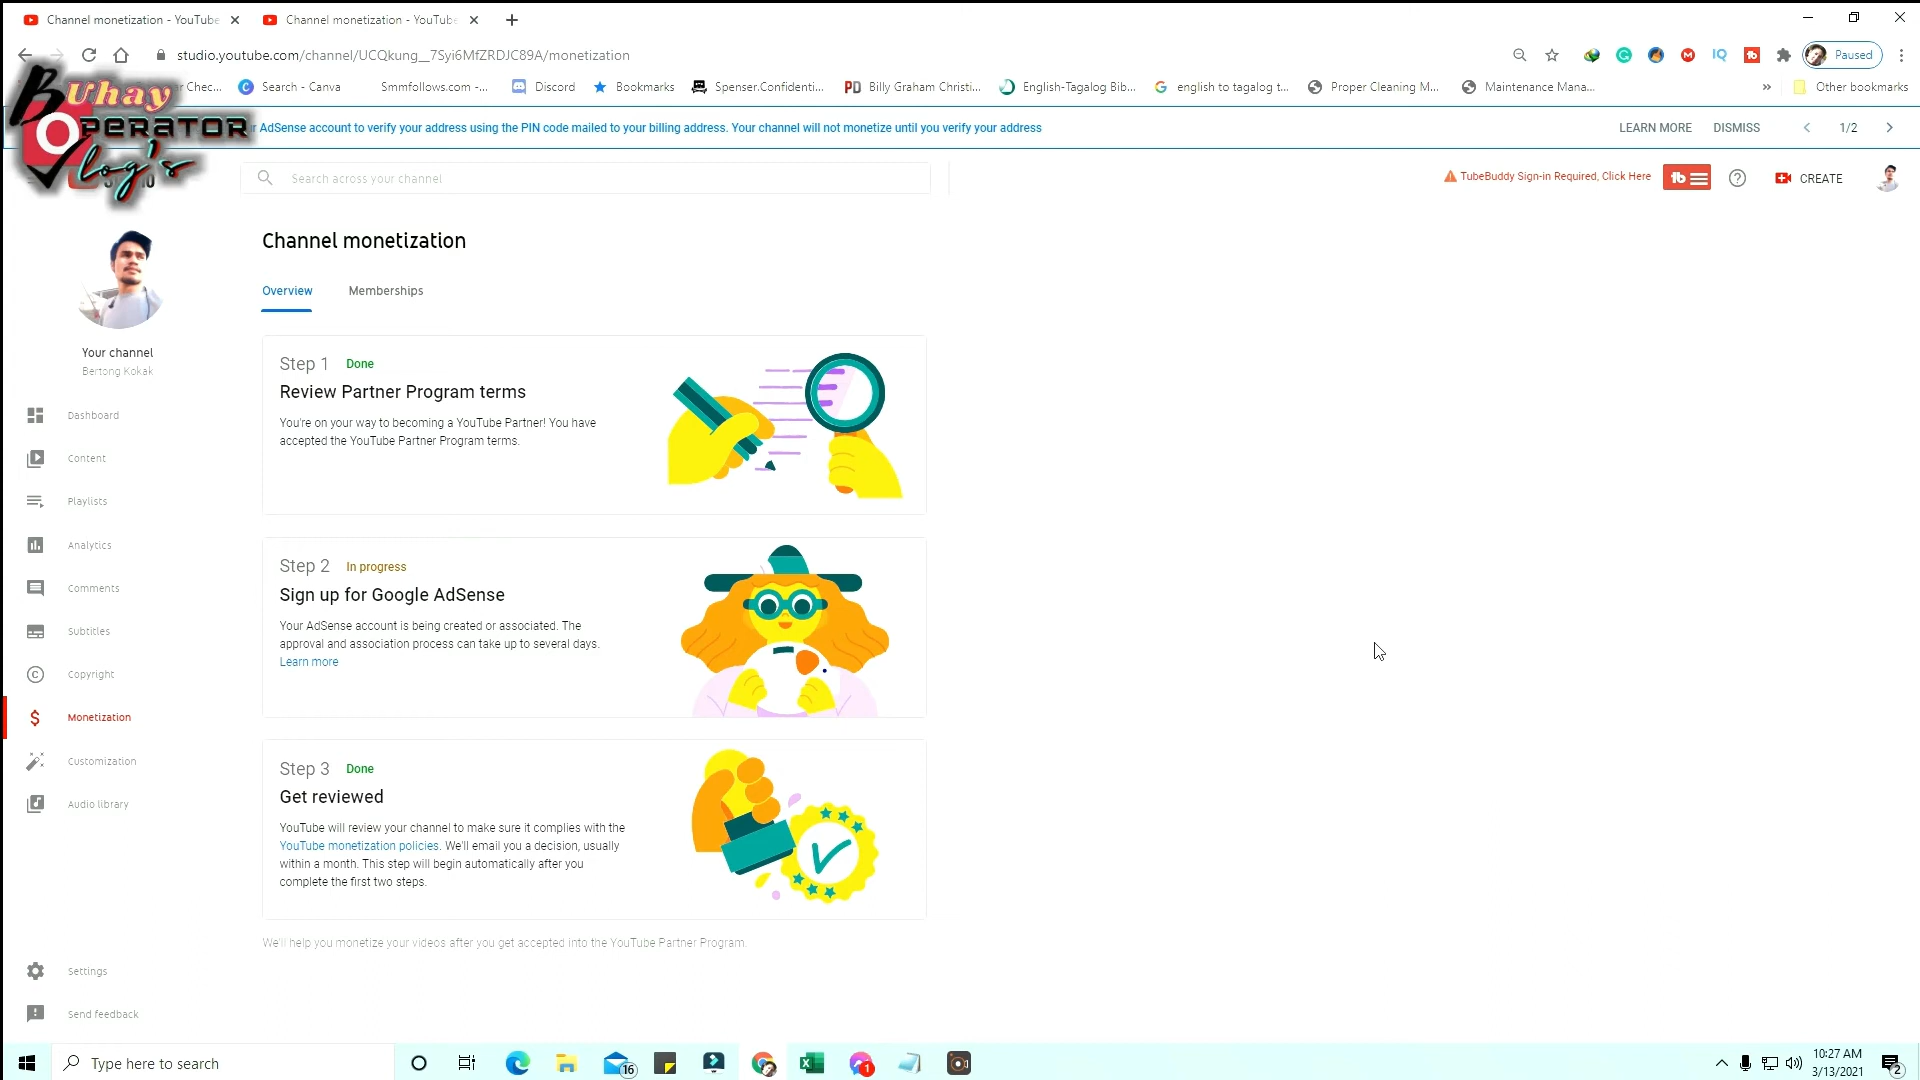 Channel monetization - YouTube
Channel monetization - YouTube
studio.youtube.com/channel/UCQkung__7Syi6MfZRDJC89A/monetization
Paused
Chec...
Search - Canva
Smmfollows.com -...
Discord
Bookmarks
Spenser.Confidenti...
PD Billy Graham Christi...
English-Tagalog Bib...
english to tagalog t...
Proper Cleaning M...
Maintenance Mana...
Other bookmarks
Buhay
Operator
Vlog's
AdSense account to verify your address using the PIN code mailed to your billing address. Your channel will not monetize until you verify your address
LEARN MORE
DISMISS
1/2
Search across your channel
TubeBuddy Sign-in Required, Click Here
CREATE
Channel monetization
Overview
Memberships
Your channel
Bertong Kokak
Dashboard
Content
Playlists
Analytics
Comments
Subtitles
Copyright
Monetization
Customization
Audio library
Settings
Send feedback
Step 1 Done
Review Partner Program terms
You're on your way to becoming a YouTube Partner! You have
accepted the YouTube Partner Program terms.
Step 2 In progress
Sign up for Google AdSense
Your AdSense account is being created or associated. The
approval and association process can take up to several days.
Learn more
Step 3 Done
Get reviewed
YouTube will review your channel to make sure it complies with the
YouTube monetization policies. We'll email you a decision, usually
within a month. This step will begin automatically after you
complete the first two steps.
We'll help you monetize your videos after you get accepted into the YouTube Partner Program.
Type here to search
16
1
10:27 AM
3/13/2021
2